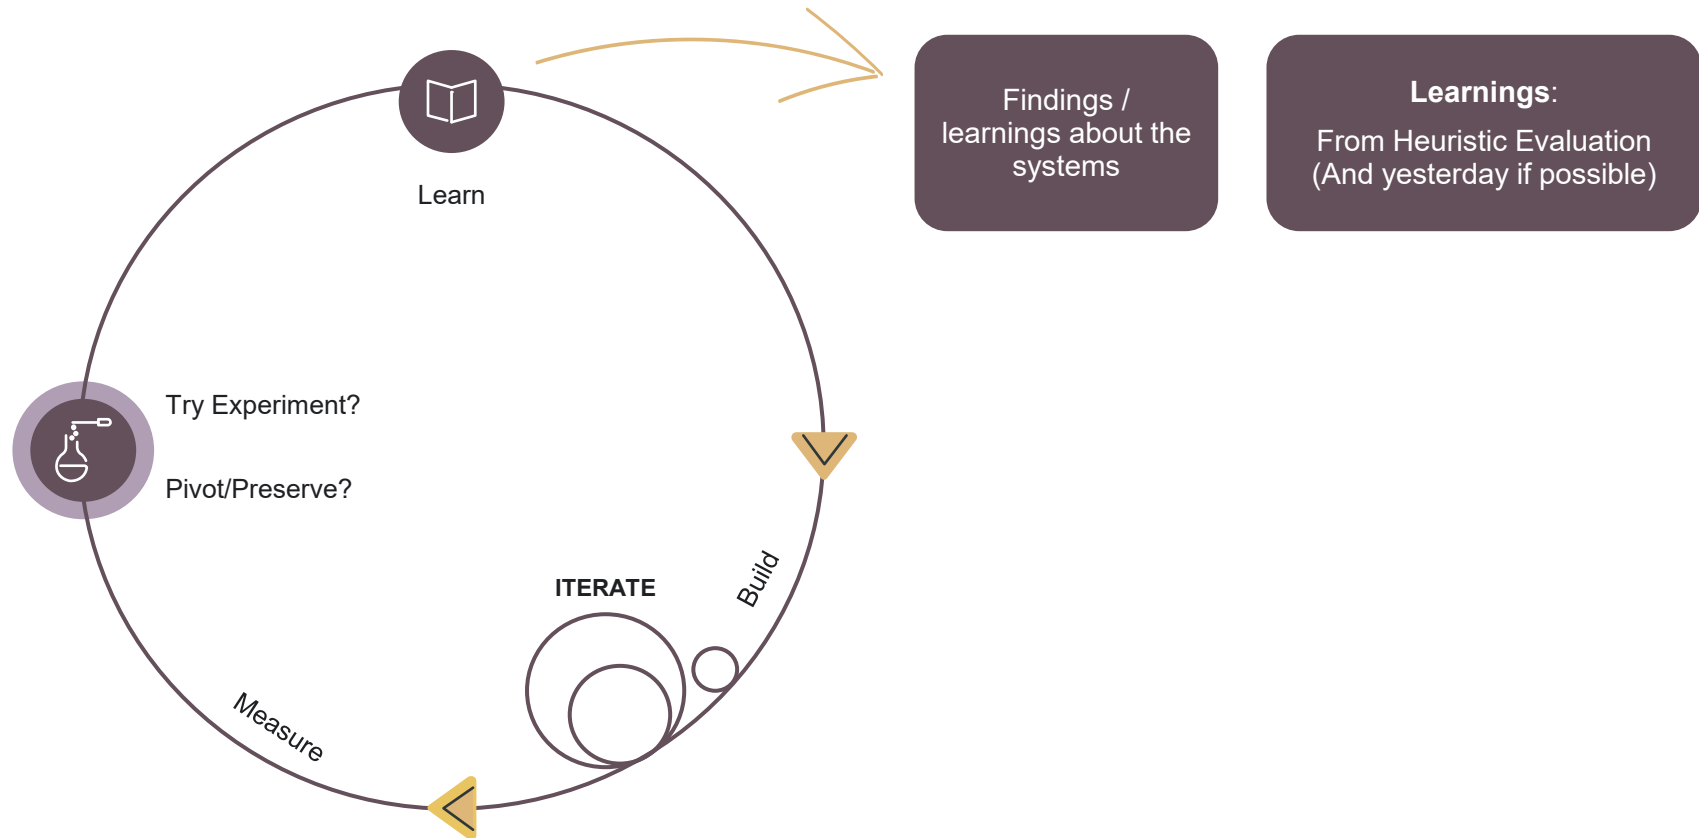 Learn
Findings /
learnings about the
systems
Learnings:
From Heuristic Evaluation
(And yesterday if possible)
Try Experiment?
Pivot/Preserve?
ITERATE
Build
Measure